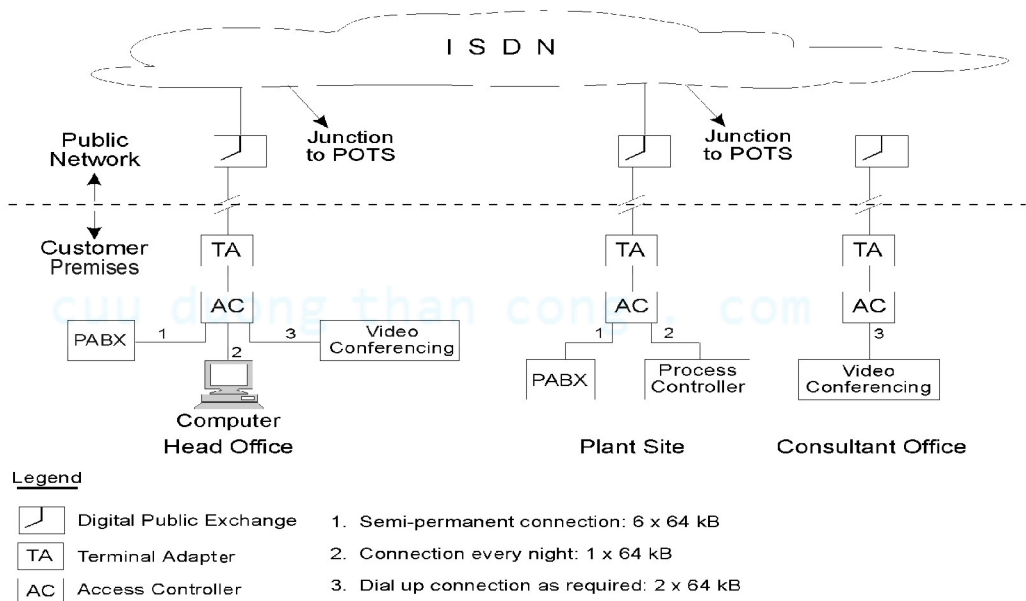 I S D N
Junction
to POTS
Junction
to POTS
Public
Network
Customer
Premises
TA
TA
TA
AC
AC
AC
cuu duong than cong . com
PABX
1
2
3
Video
Conferencing
1
2
PABX
Process
Controller
3
Video
Conferencing
Computer
Head Office
Plant Site
Consultant Office
Legend
Digital Public Exchange
1. Semi-permanent connection: 6 x 64 kB
TA Terminal Adapter
2. Connection every night: 1 x 64 kB
AC Access Controller
3. Dial up connection as required: 2 x 64 kB